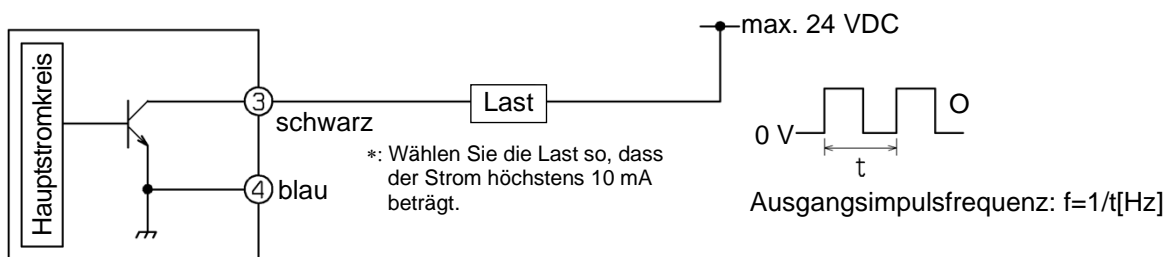 max. 24 VDC
Hauptstromkreis
3
Last
schwarz
O
0 V
*: Wählen Sie die Last so, dass
der Strom höchstens 10 mA
beträgt.
t
4 blau
Ausgangsimpulsfrequenz: f=1/t[Hz]